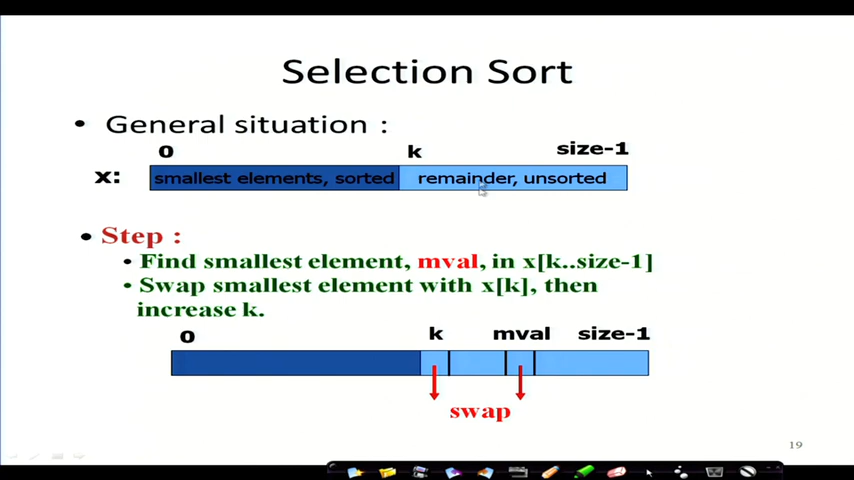 Selection Sort
• General situation :
0 k size-1
x: smallest elements, sorted remainder, unsorted
• Step :
• Find smallest element, mval, in x[k..size-1]
• Swap smallest element with x[k], then
increase k.
0 k mval size-1
swap
19